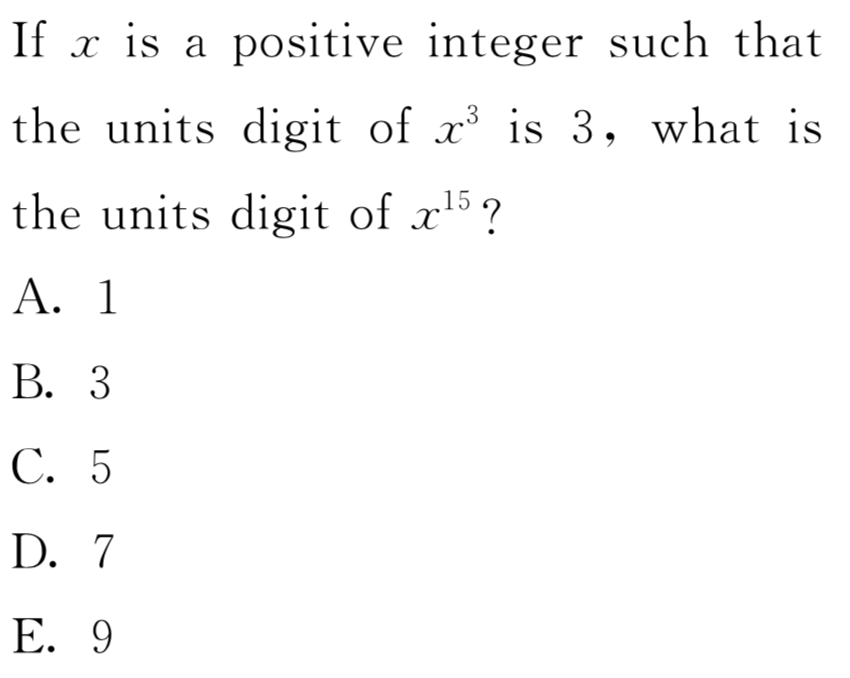 If x is a positive integer such that
the units digit of x³ is 3, what is
the units digit of x¹⁵?
A. 1
B. 3
C. 5
D. 7
E. 9